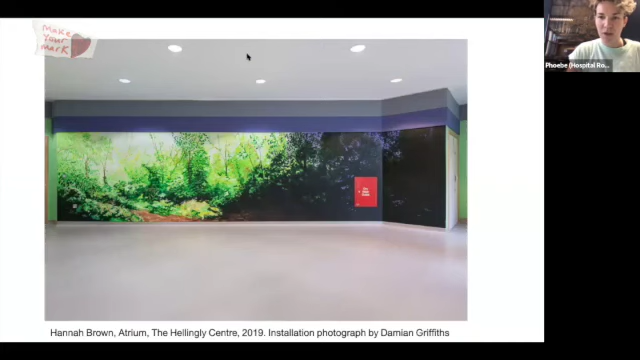 MAKE
YOUR
MARK
Phoebe (Hospital Ro...
Hannah Brown, Atrium, The Hellingly Centre, 2019. Installation photograph by Damian Griffiths